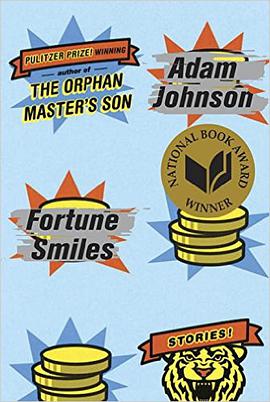 PULITZER PRIZE! WINNING
author of
THE ORPHAN
MASTER'S SON
Adam
Johnson
NATIONAL BOOK AWARD
WINNER
Fortune
Smiles
STORIES!